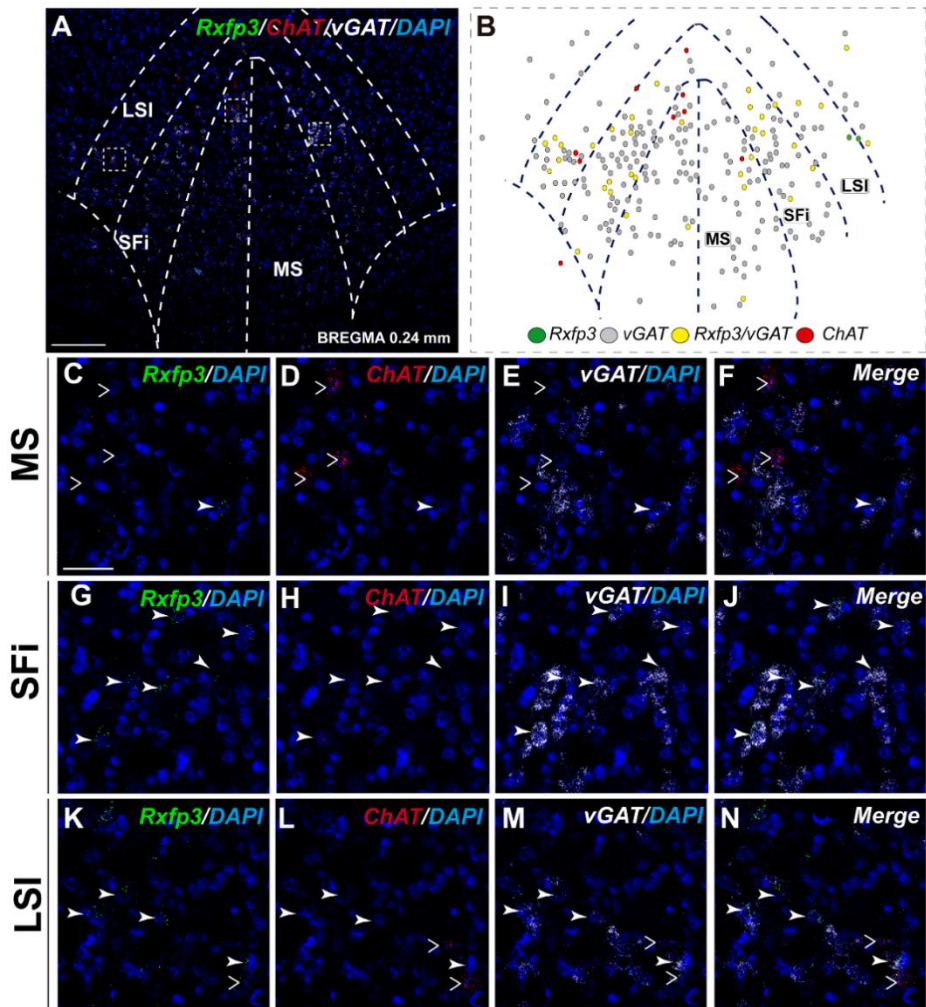 A
Rxfp3/ChAT/vGAT/DAPI
LSI
SFi
MS
BREGMA 0.24 mm
B
LSI
SFi
MS
Rxfp3 vGAT Rxfp3/vGAT ChAT
MS
C Rxfp3/DAPI
D ChAT/DAPI
E vGAT/DAPI
F Merge
SFi
G Rxfp3/DAPI
H ChAT/DAPI
I vGAT/DAPI
J Merge
LSI
K Rxfp3/DAPI
L ChAT/DAPI
M vGAT/DAPI
N Merge